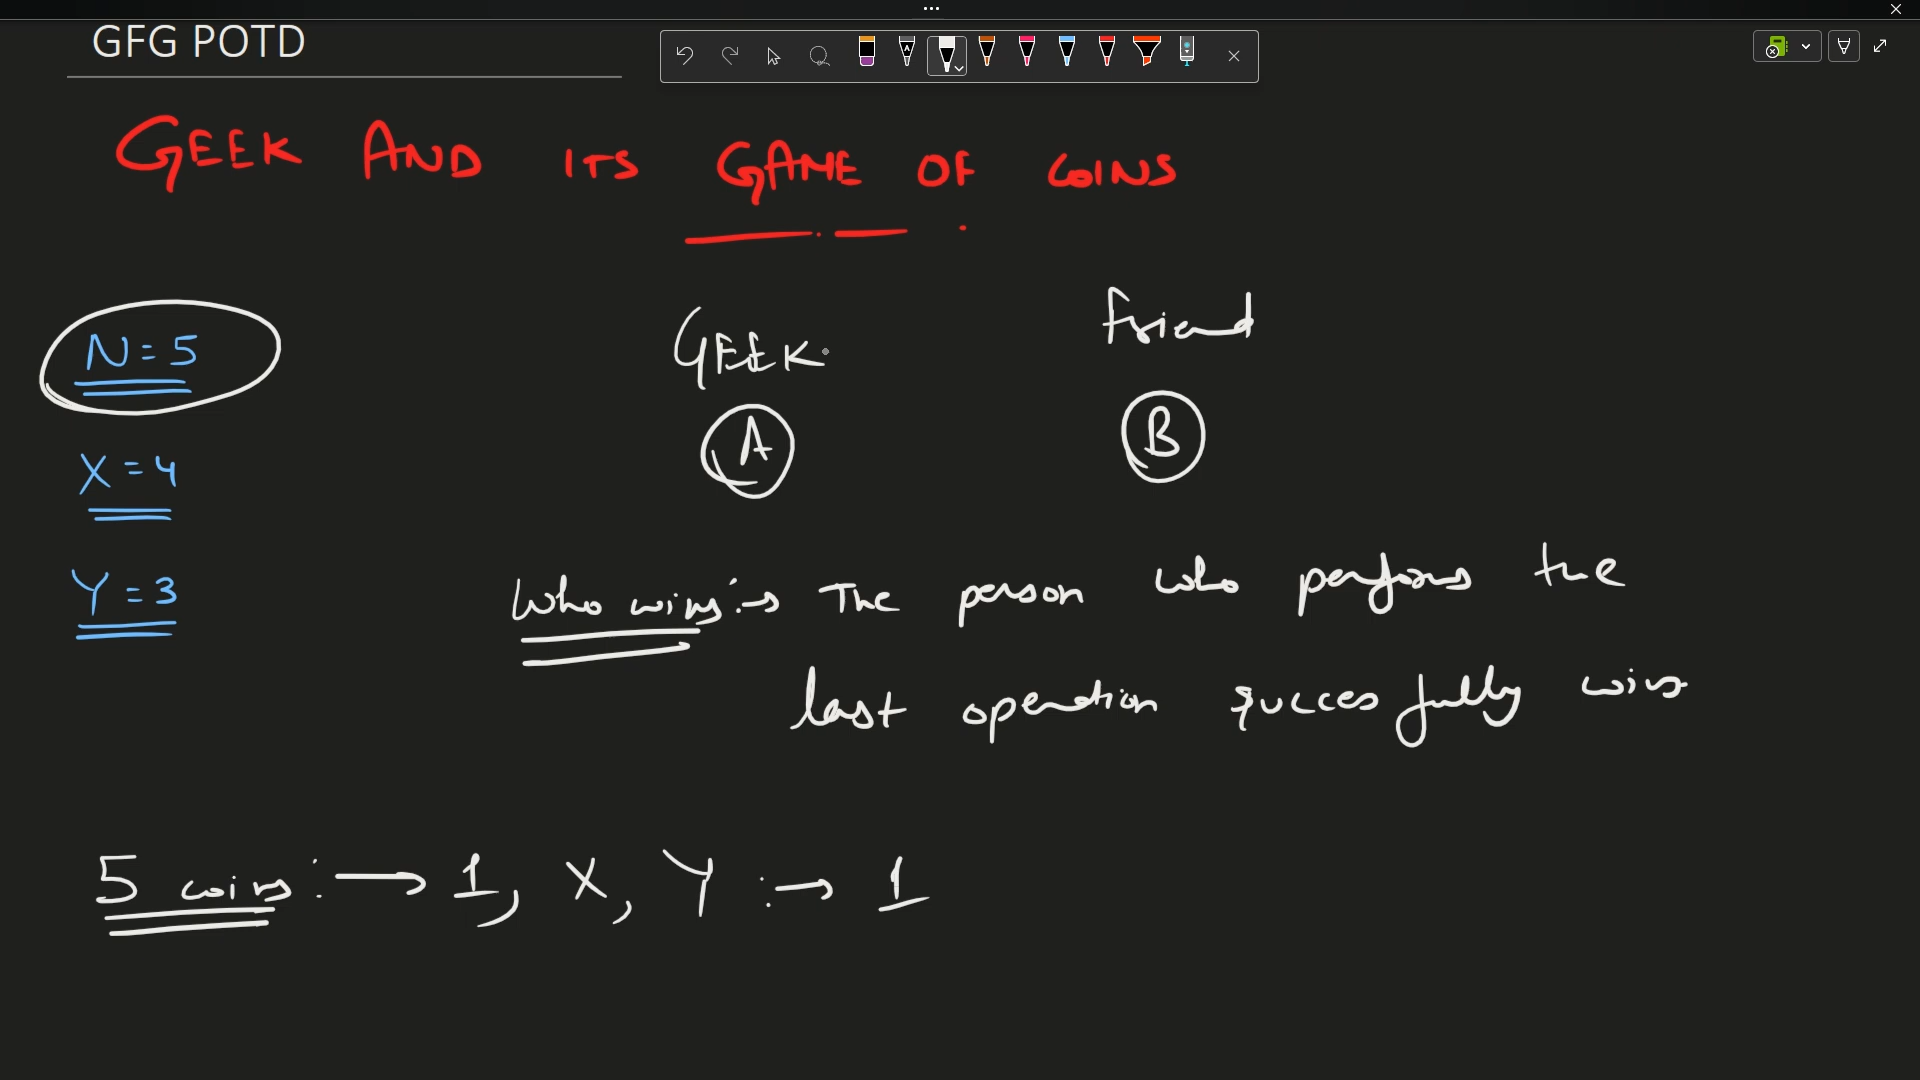 GFG POTD
GEEK AND ITS GAME OF COINS
N=5
GEEK
Friend
A
B
X=4
Y=3
Who wins:→ The person who performs the
last operation succesfully wins
5 coins:→ 1, X, Y :→ 1